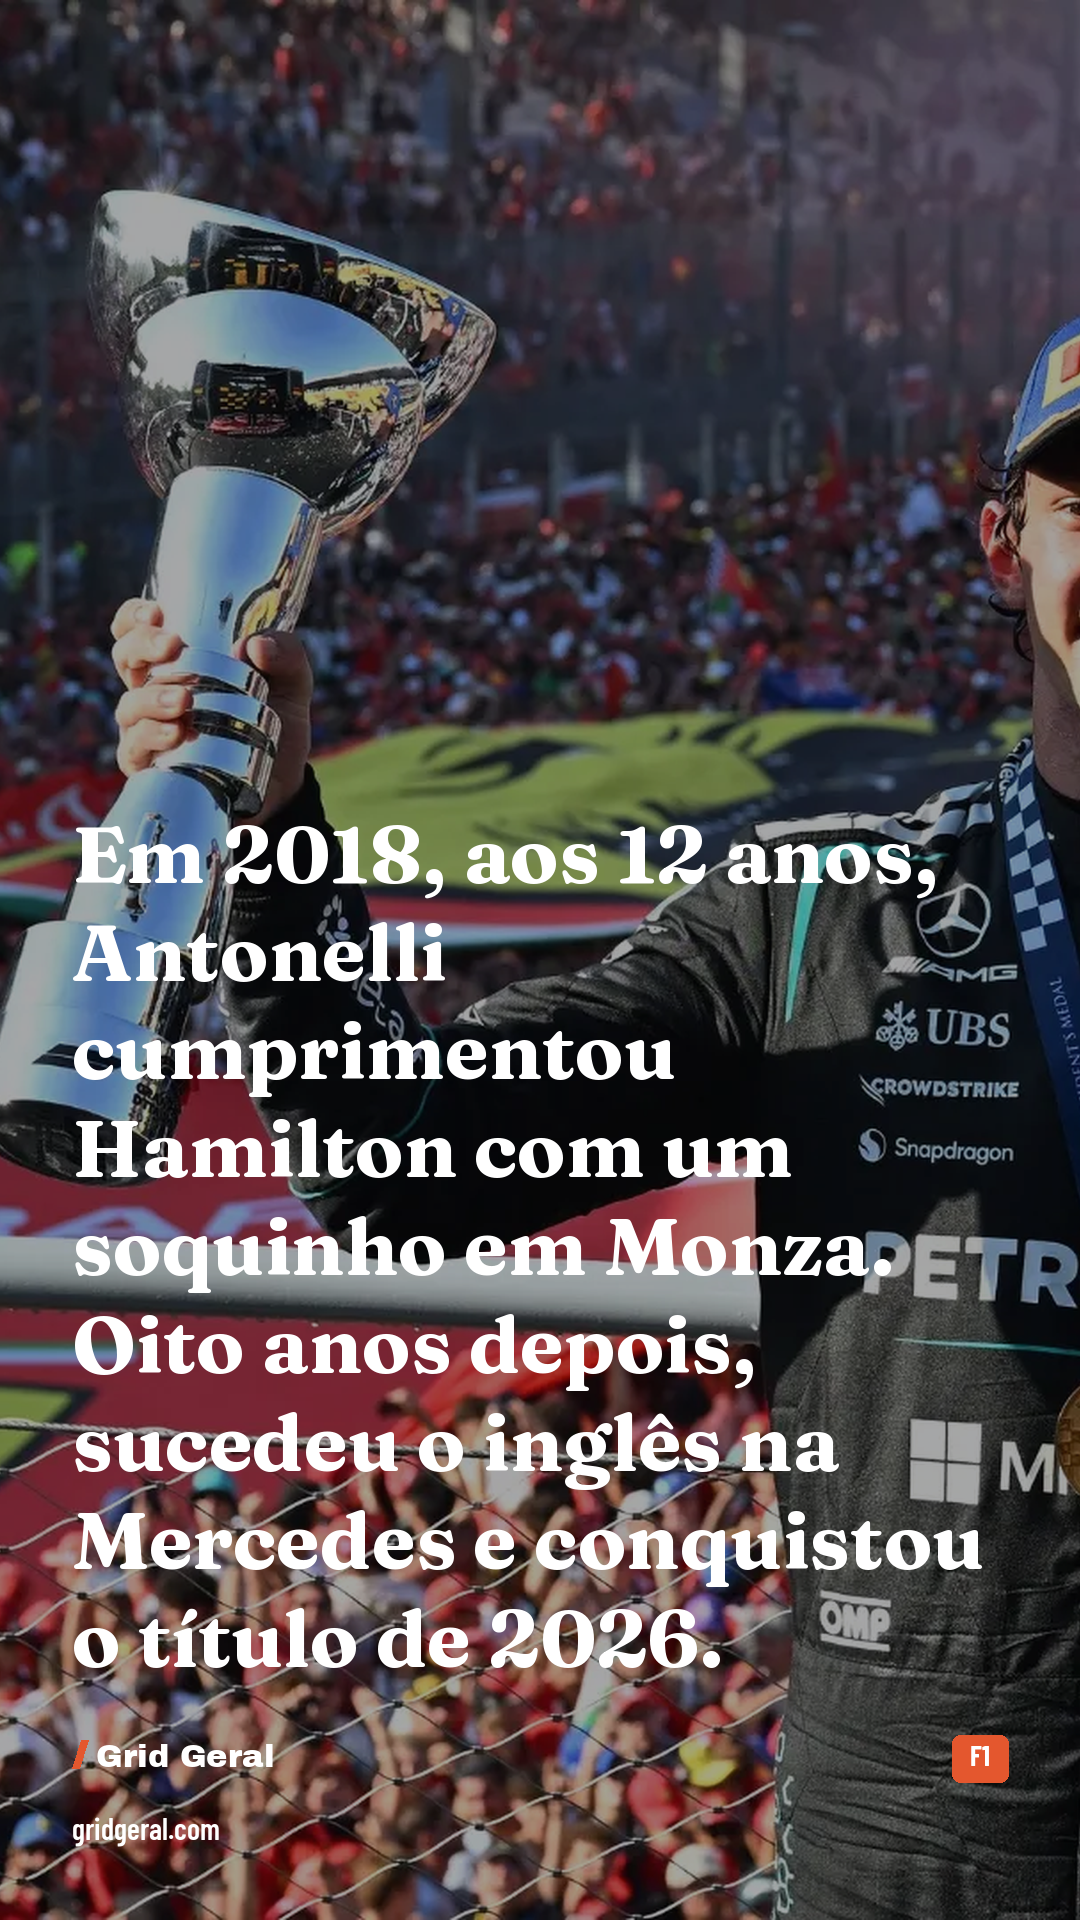 Em 2018, aos 12 anos,
Antonelli
cumprimentou
Hamilton com um
soquinho em Monza.
Oito anos depois,
sucedeu o inglês na
Mercedes e conquistou
o título de 2026.
AMG
UBS
CROWDSTRIKE
Snapdragon
PETR
M
OMP
Grid Geral
F1
gridgeral.com